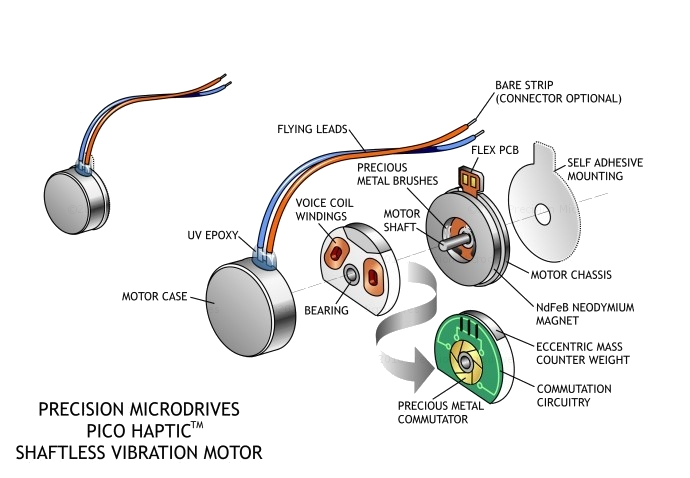 BARE STRIP
(CONNECTOR OPTIONAL)
FLYING LEADS
FLEX PCB
PRECIOUS
METAL BRUSHES
SELF ADHESIVE
MOUNTING
VOICE COIL
WINDINGS
MOTOR
SHAFT
UV EPOXY
MOTOR CHASSIS
MOTOR CASE
BEARING
NdFeB NEODYMIUM
MAGNET
ECCENTRIC MASS
COUNTER WEIGHT
COMMUTATION
CIRCUITRY
PRECIOUS METAL
COMMUTATOR
PRECISION MICRODRIVES
PICO HAPTIC™
SHAFTLESS VIBRATION MOTOR